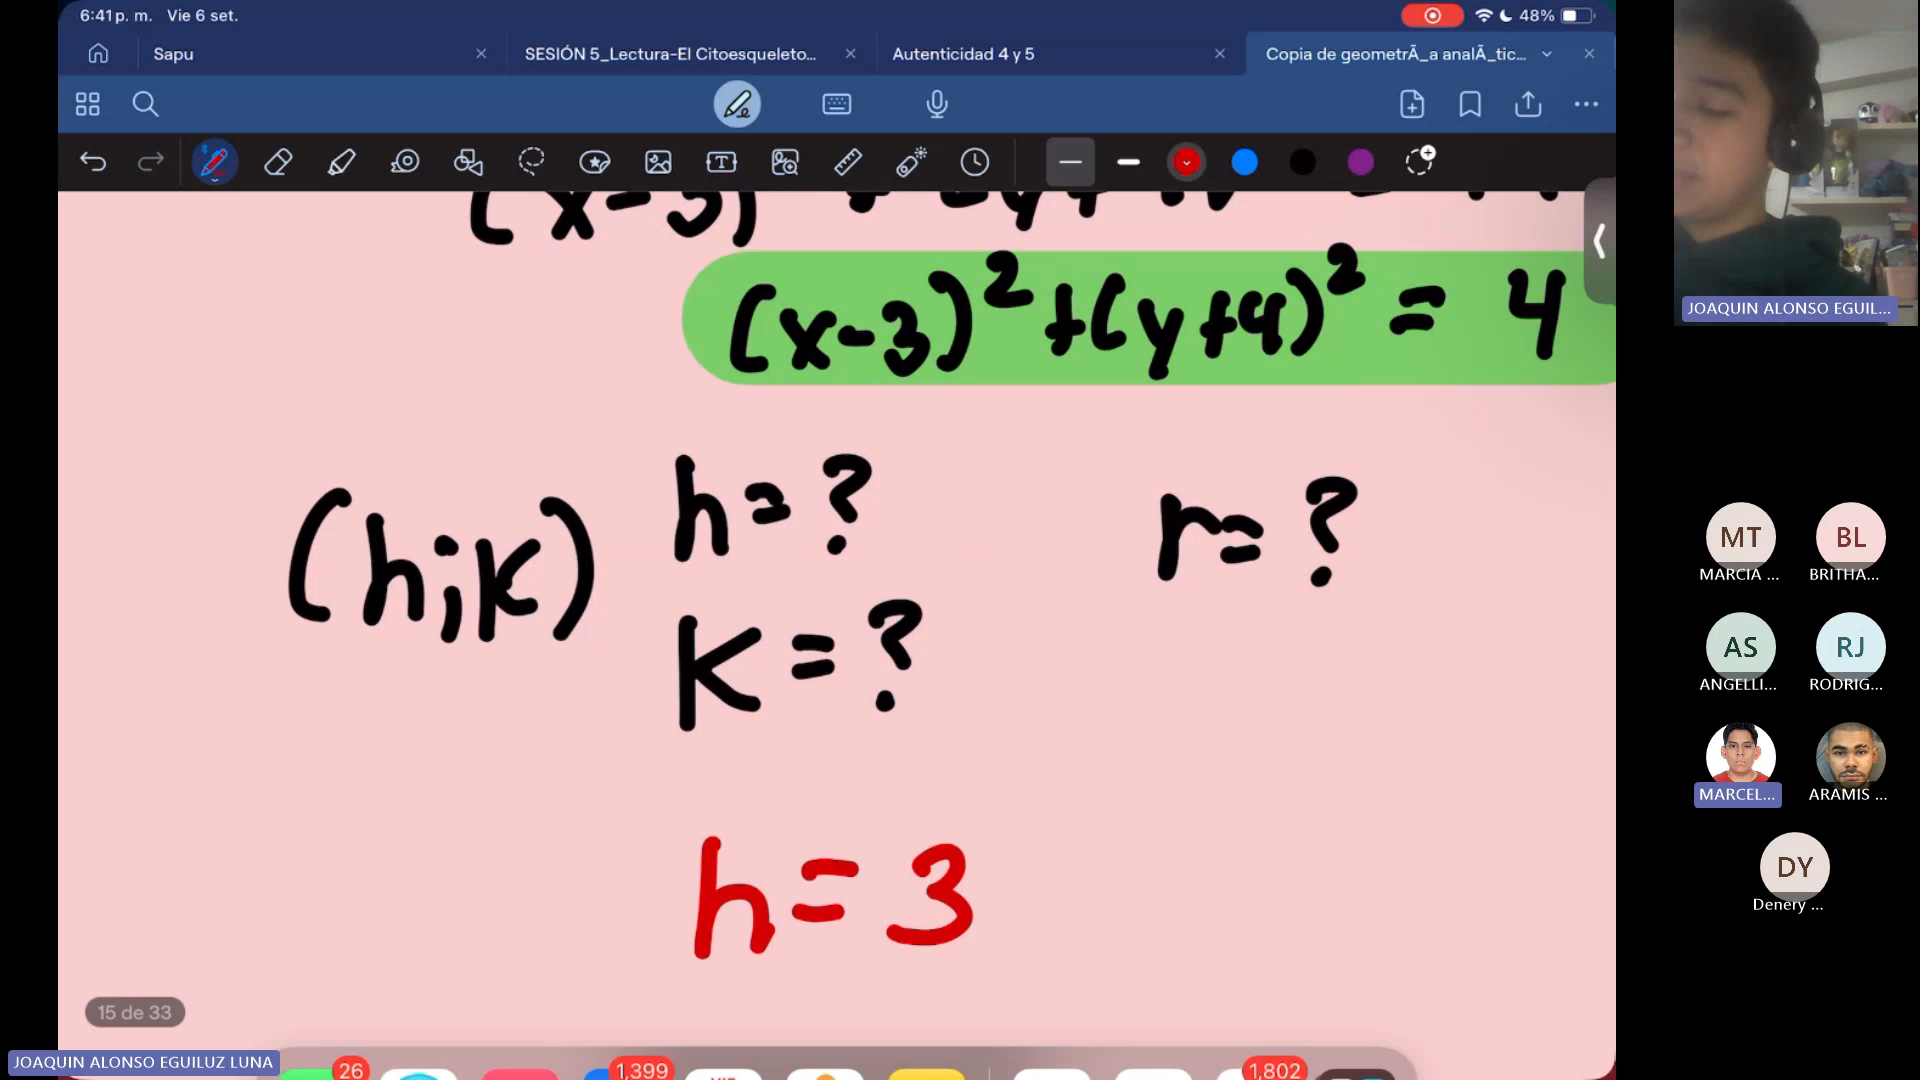 6:41 p. m. Vie 6 set.
48%
Sapu
SESIÓN 5_Lectura-El Citoesqueleto...
Autenticidad 4 y 5
Copia de geometrÃ_a analÃ_tic...
(x-3)
(x-3)² + (y+4)² = 4
h = ?
r = ?
(h;k)
K = ?
h = 3
15 de 33
26
1,399
1,802
JOAQUIN ALONSO EGUILUZ LUNA
JOAQUIN ALONSO EGUIL...
MT
BL
MARCIA ...
BRITHA...
AS
RJ
ANGELLI...
RODRIG...
MARCEL...
ARAMIS ...
DY
Denery ...